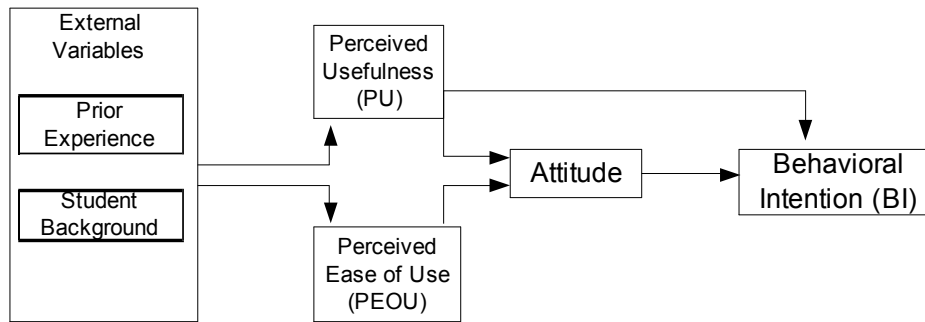 External
Variables
Prior
Experience
Student
Background
Perceived
Usefulness
(PU)
Perceived
Ease of Use
(PEOU)
Attitude
Behavioral
Intention (BI)